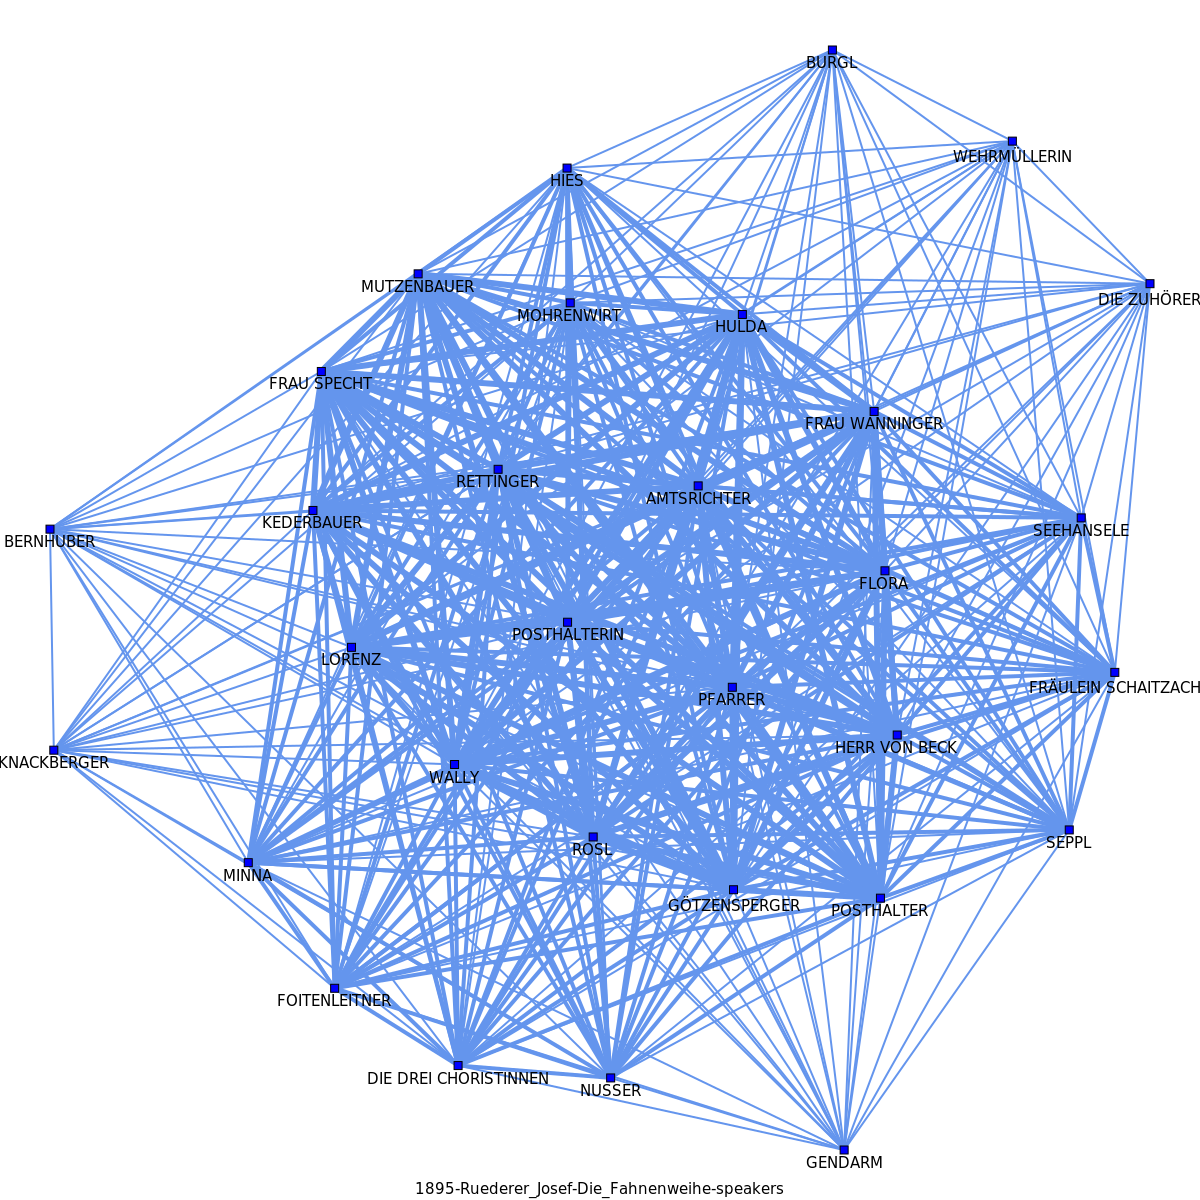 BURGL
WEHRMÜLLERIN
HIES
MUTZENBAUER
DIE ZUHÖRER
MOHRENWIRT
HULDA
FRAU SPECHT
FRAU WANNINGER
RETTINGER
AMTSRICHTER
KEDERBAUER
SEEHANSELE
BERNHUBER
FLORA
POSTHALTERIN
LORENZ
FRÄULEIN SCHAITZACH
PFARRER
HERR VON BECK
KNACKBERGER
WALLY
SEPPL
ROSL
MINNA
GÖTZENSPERGER
POSTHALTER
FOITENLEITNER
DIE DREI CHORISTINNEN
NUSSER
GENDARM
1895-Ruederer_Josef-Die_Fahnenweihe-speakers